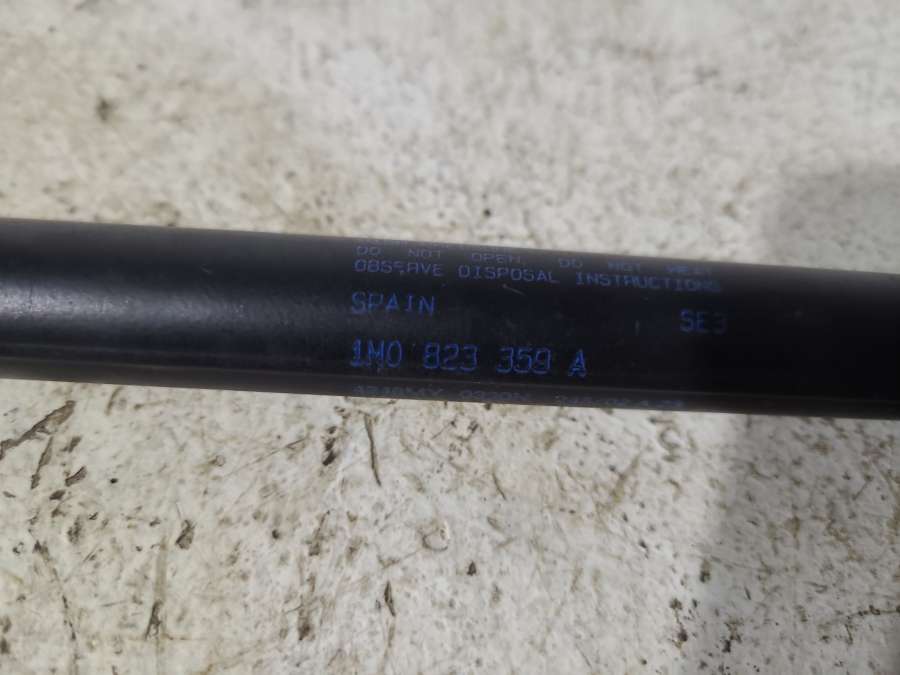 DO NOT OPEN. DO NOT HEAT
OBSERVE DISPOSAL INSTRUCTIONS
SPAIN SE3
1M0 823 359 A